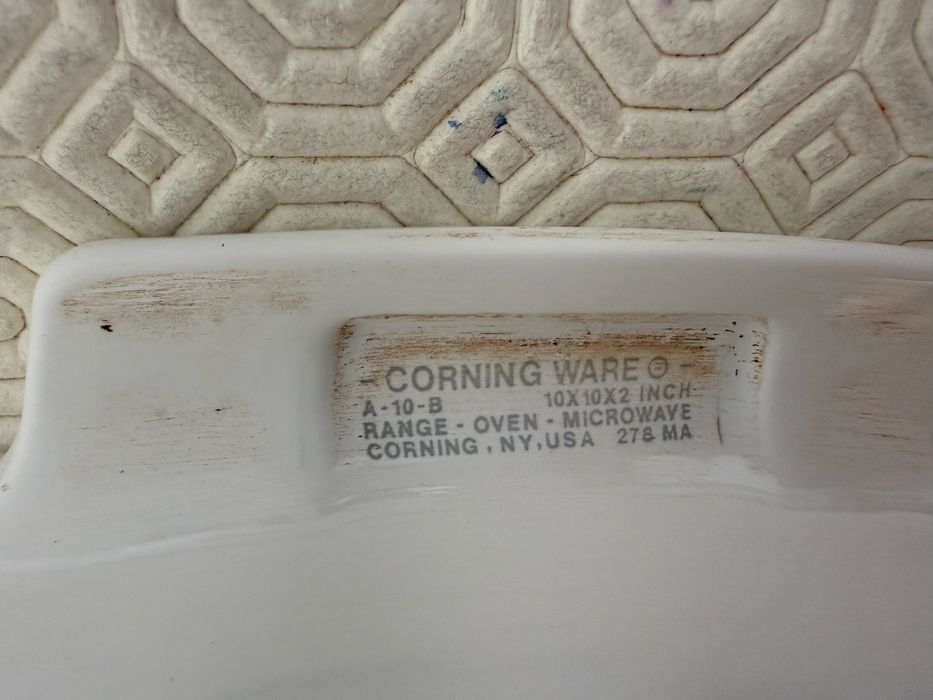 - CORNING WARE ® -
A-10-B 10X10X2 INCH
RANGE - OVEN - MICROWAVE
CORNING, NY, USA 278 MA